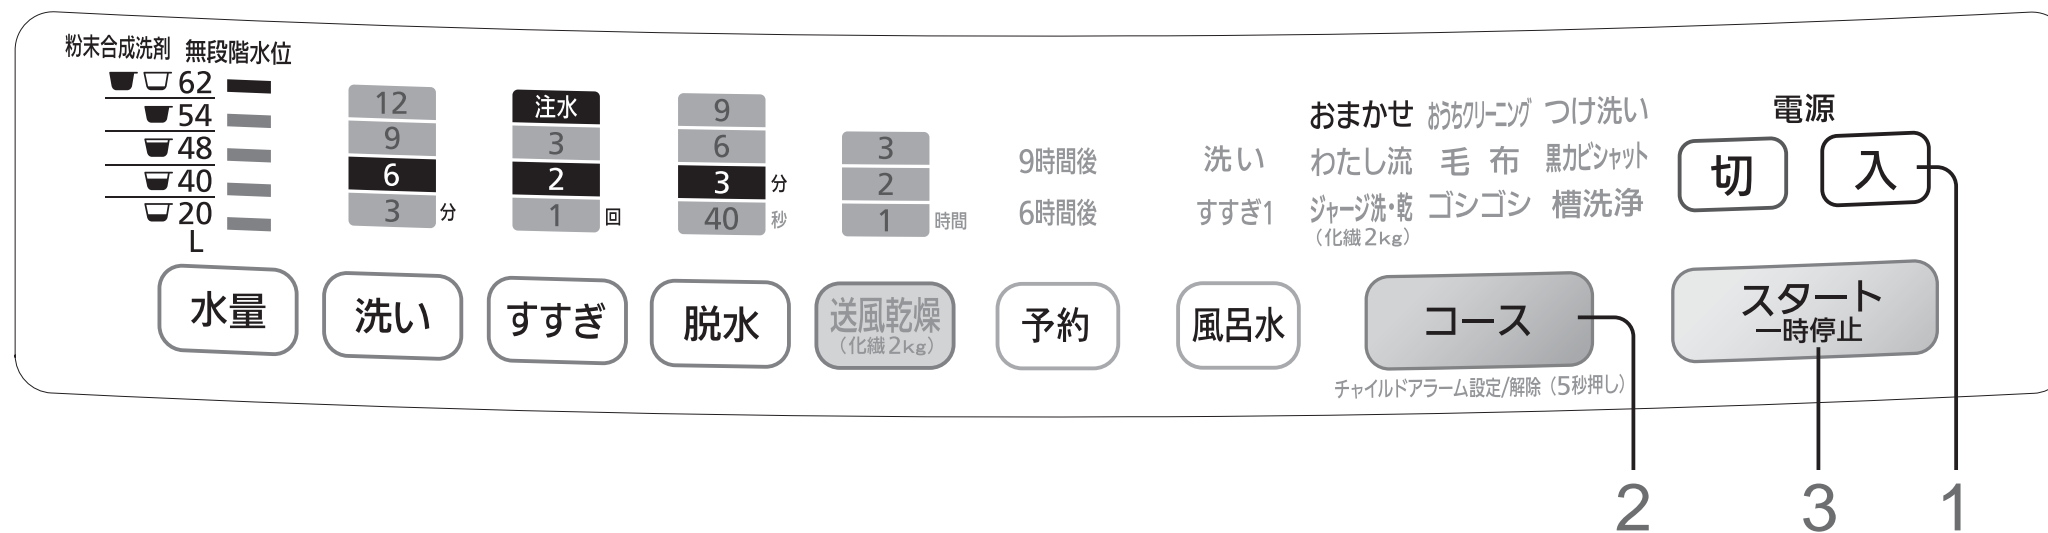 粉末合成洗剤 無段階水位
62
54
48
40
20
L
12
9
6
3 分
注水
3
2
1 回
9
6
3 分
40 秒
3
2
1 時間
9時間後
6時間後
洗い
すすぎ1
おまかせ おうちクリーニング つけ洗い
わたし流 毛布 黒カビシャット
ジャージ洗・乾 ゴシゴシ 槽洗浄
（化繊2kg）
電源
切 入
水量 洗い すすぎ 脱水 送風乾燥
（化繊2kg）
予約 風呂水 コース スタート
一時停止
チャイルドアラーム設定/解除（5秒押し）
2 3 1